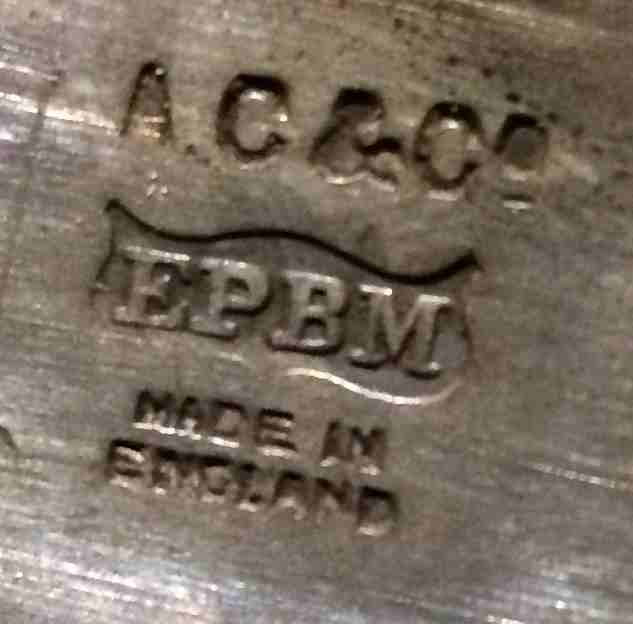 A.C & Cº
EPBM
MADE IN
ENGLAND